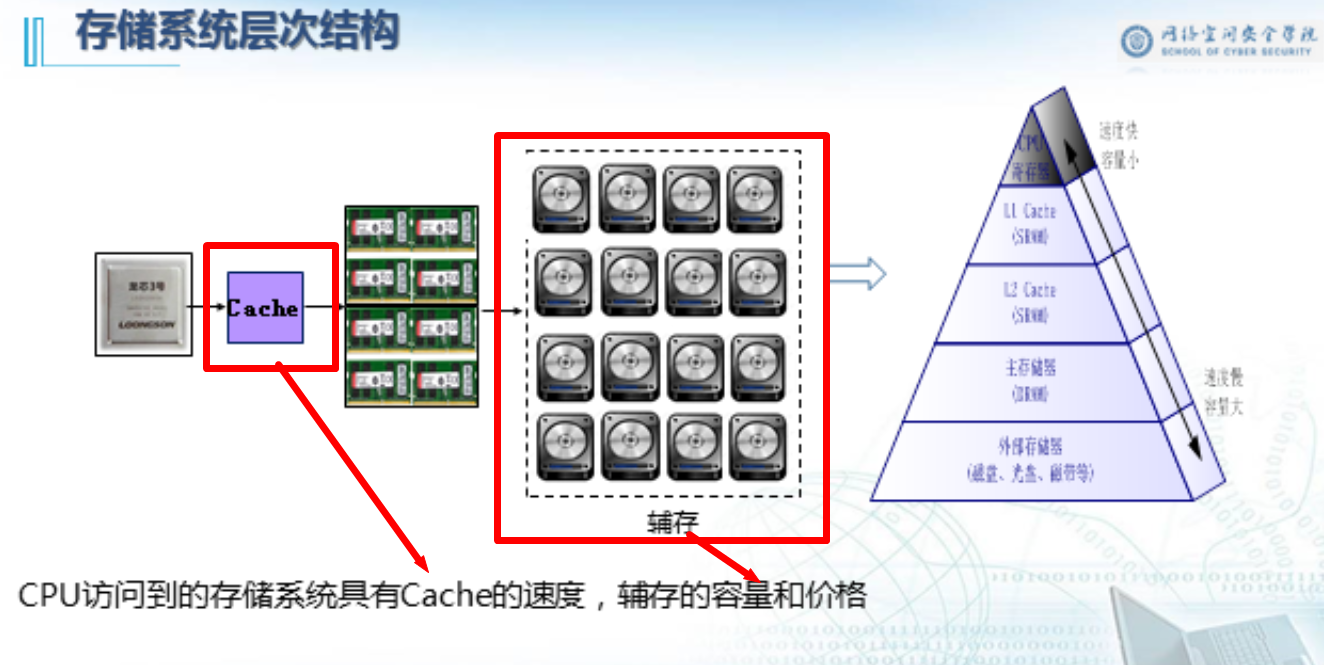 存储系统层次结构
网络空间安全学院
SCHOOL OF CYBER SECURITY
龙芯3号
LOONGSON
Cache
辅存
CPU
寄存器
速度快
容量小
L1 Cache
(SRAM)
L2 Cache
(SRAM)
主存储器
(DRAM)
速度慢
容量大
外部存储器
(磁盘、光盘、磁带等)
CPU访问到的存储系统具有Cache的速度，辅存的容量和价格